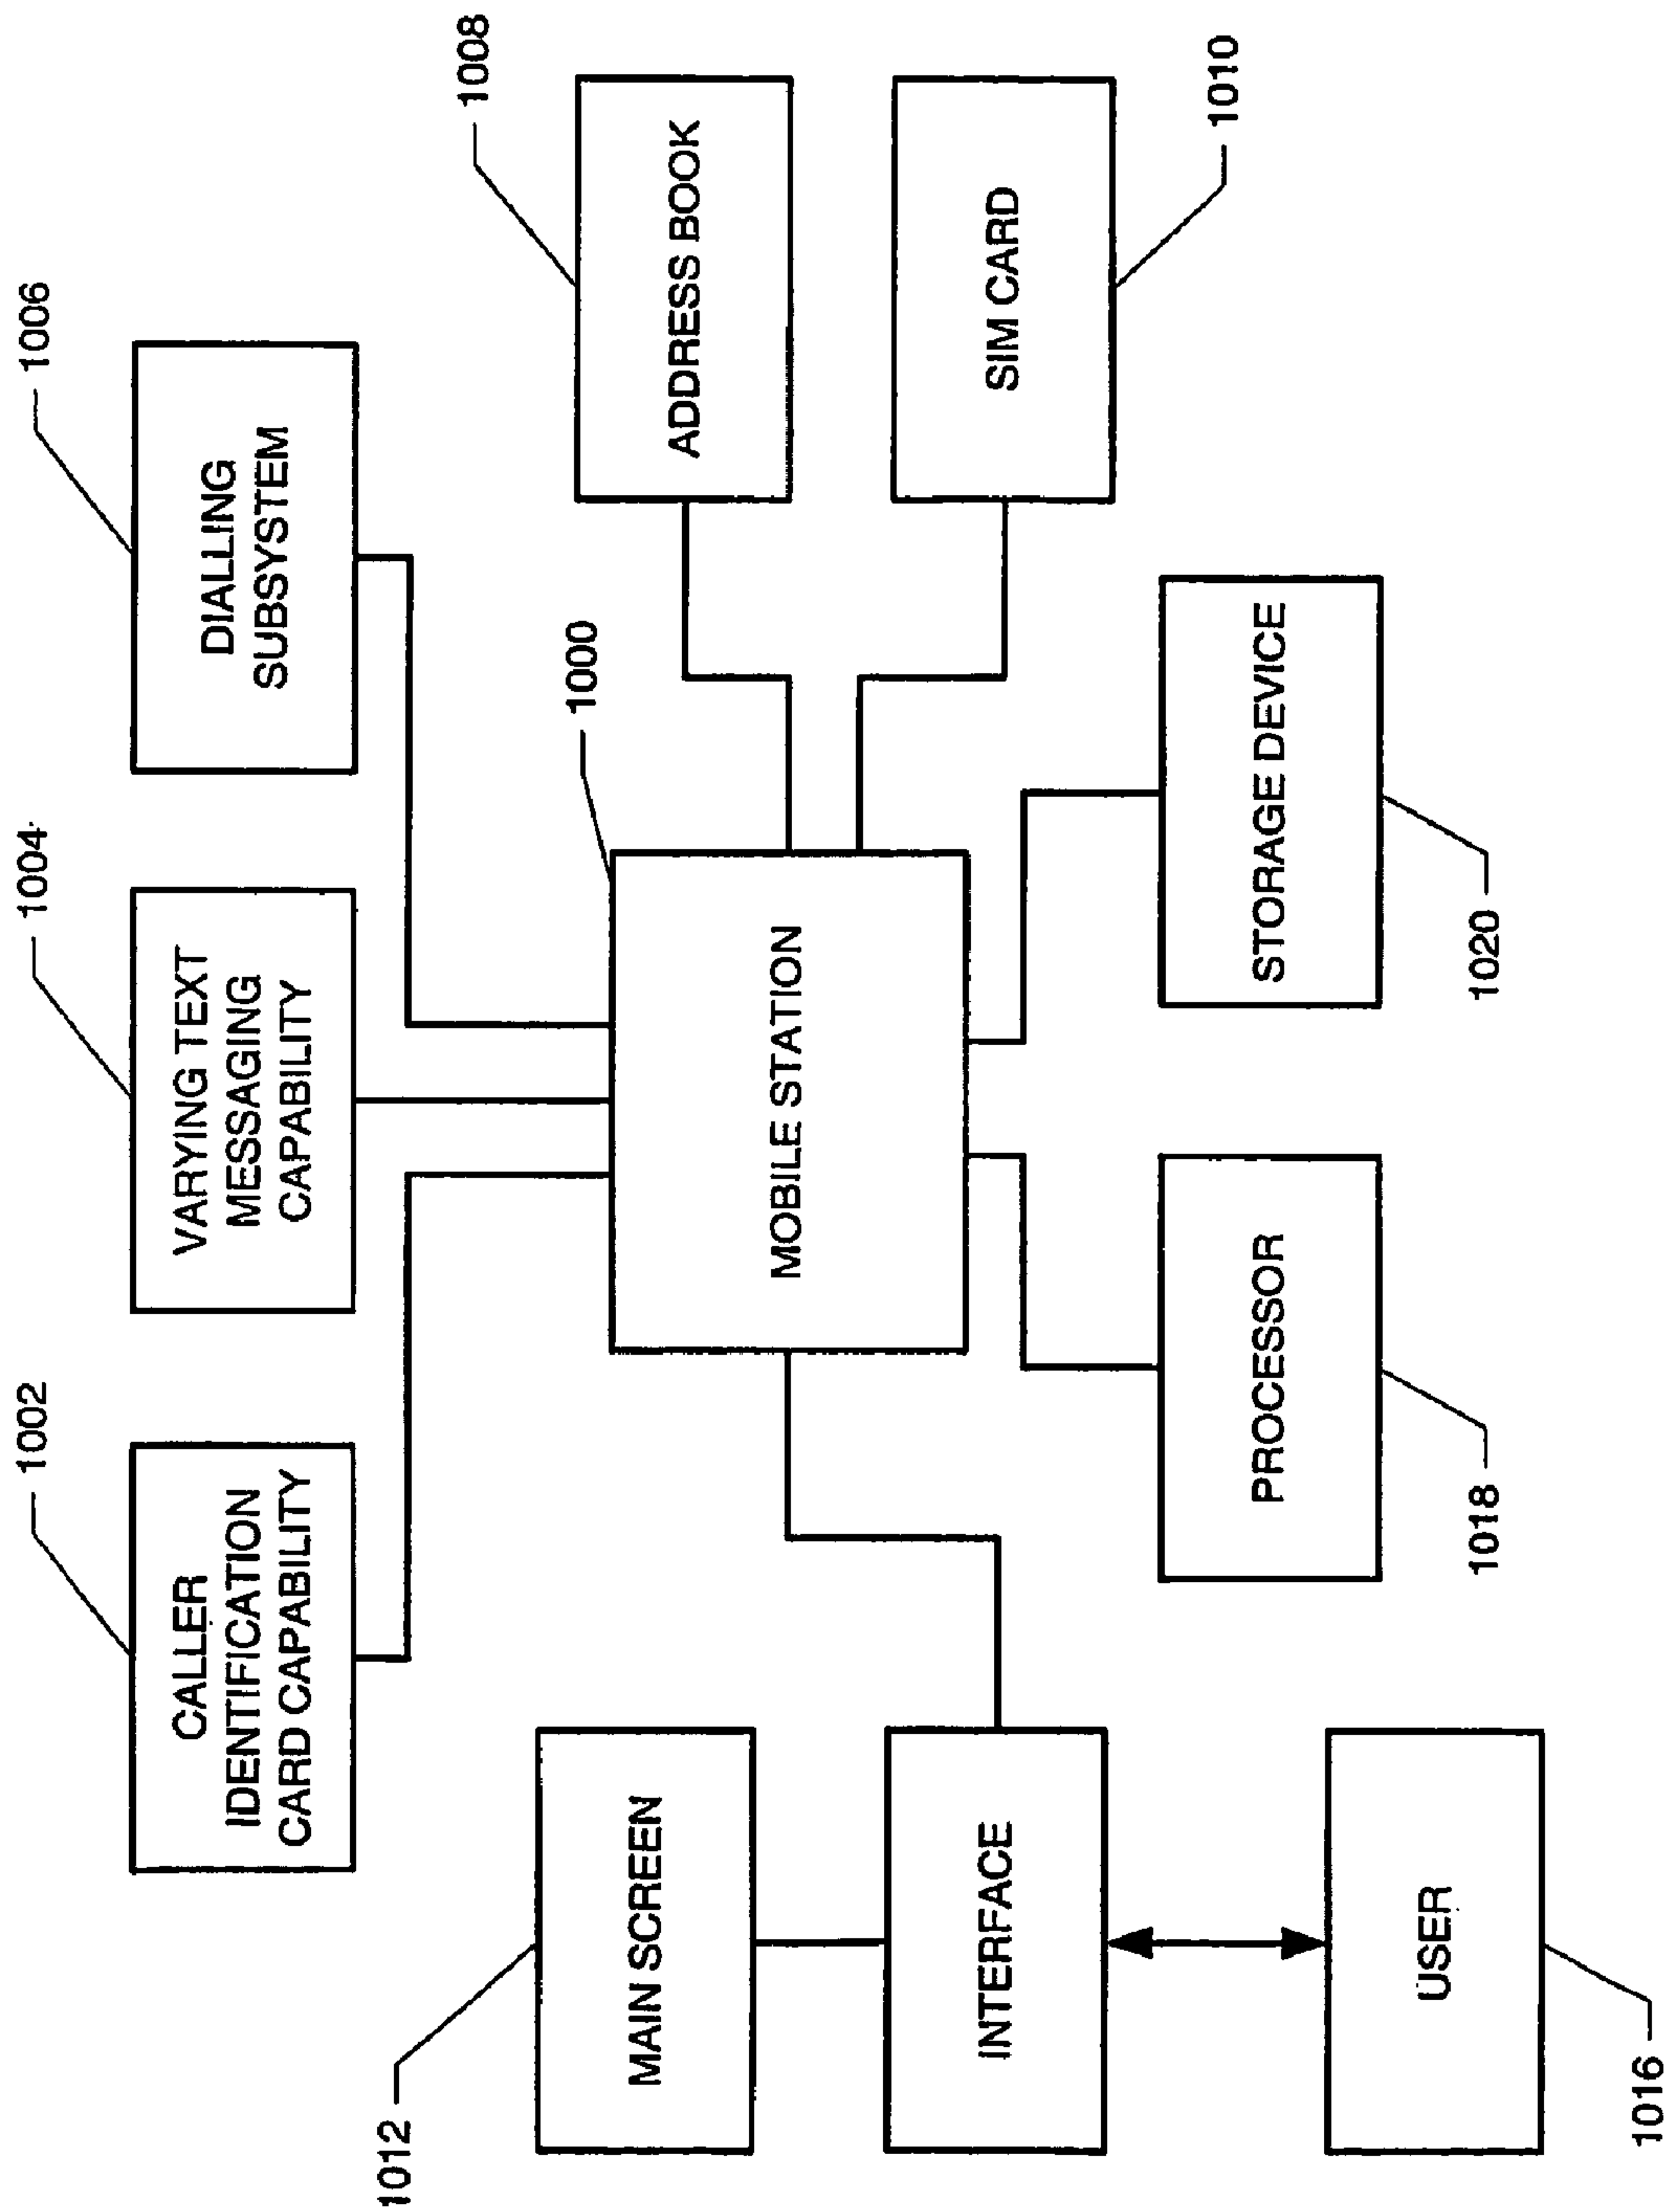 1002
CALLER
IDENTIFICATION
CARD CAPABILITY
1004
VARYING TEXT
MESSAGING
CAPABILITY
1006
DIALLING
SUBSYSTEM
1012
MAIN SCREEN
1000
MOBILE STATION
1008
ADDRESS BOOK
INTERFACE
SIM CARD
1010
USER
1016
PROCESSOR
1018
STORAGE DEVICE
1020